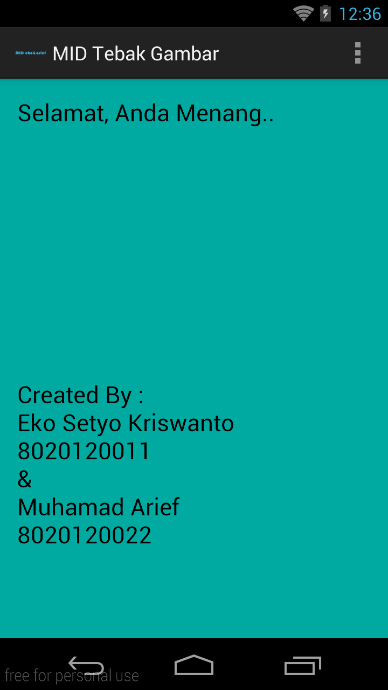 12:36
MID Tebak Gambar
Selamat, Anda Menang..
Created By :
Eko Setyo Kriswanto
8020120011
&
Muhamad Arief
8020120022
free for personal use